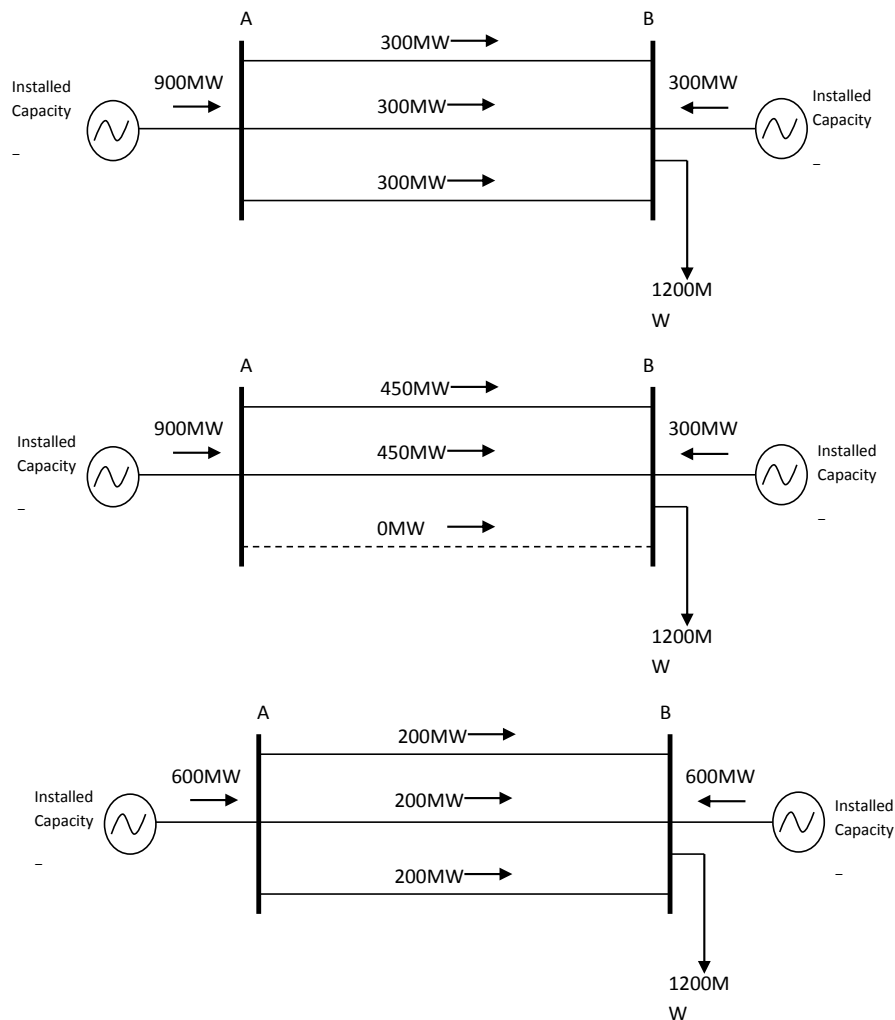 A
B
300MW
Installed
Capacity
_
900MW
300MW
300MW
Installed
Capacity
_
300MW
1200M
W
A
B
450MW
Installed
Capacity
_
900MW
450MW
300MW
Installed
Capacity
_
0MW
1200M
W
A
B
200MW
Installed
Capacity
_
600MW
200MW
600MW
Installed
Capacity
_
200MW
1200M
W